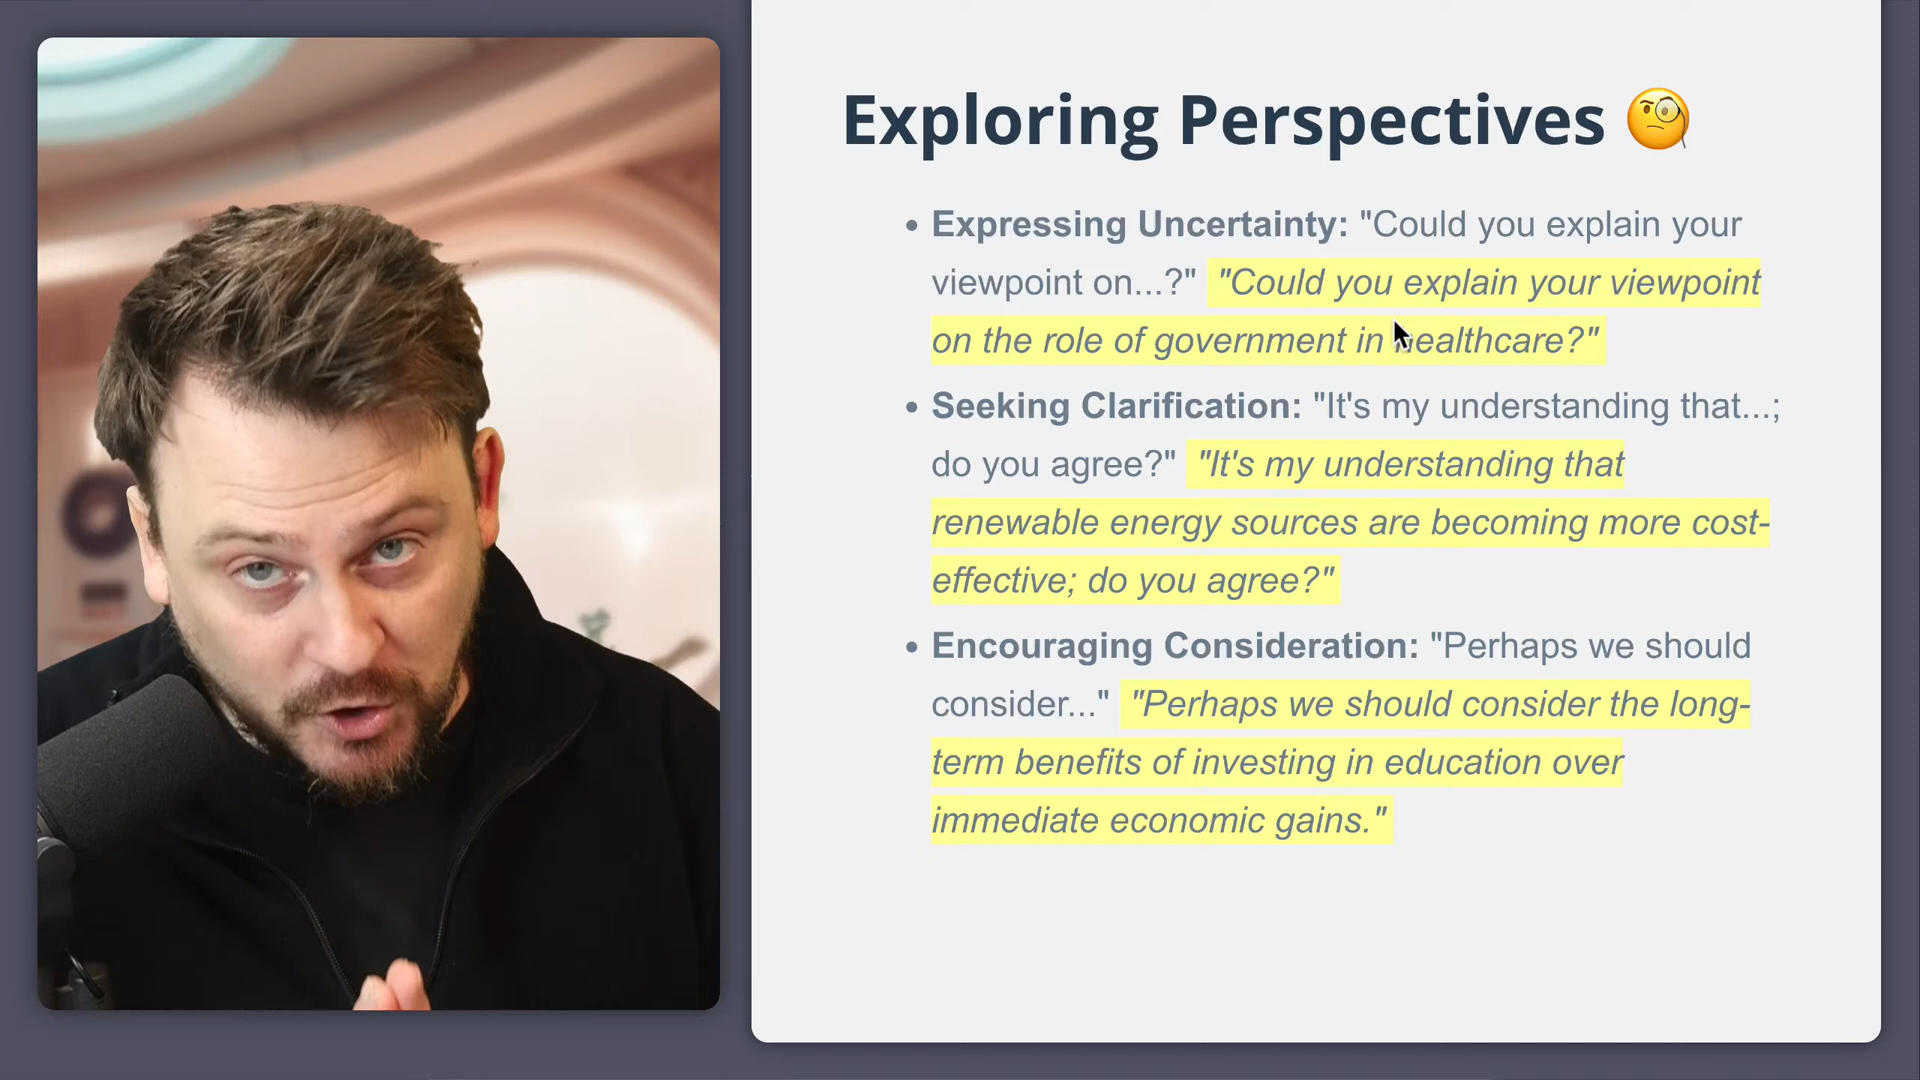 Exploring Perspectives 🧐
• Expressing Uncertainty: "Could you explain your
viewpoint on...?" "Could you explain your viewpoint
on the role of government in healthcare?"
• Seeking Clarification: "It's my understanding that...;
do you agree?" "It's my understanding that
renewable energy sources are becoming more cost-
effective; do you agree?"
• Encouraging Consideration: "Perhaps we should
consider..." "Perhaps we should consider the long-
term benefits of investing in education over
immediate economic gains."